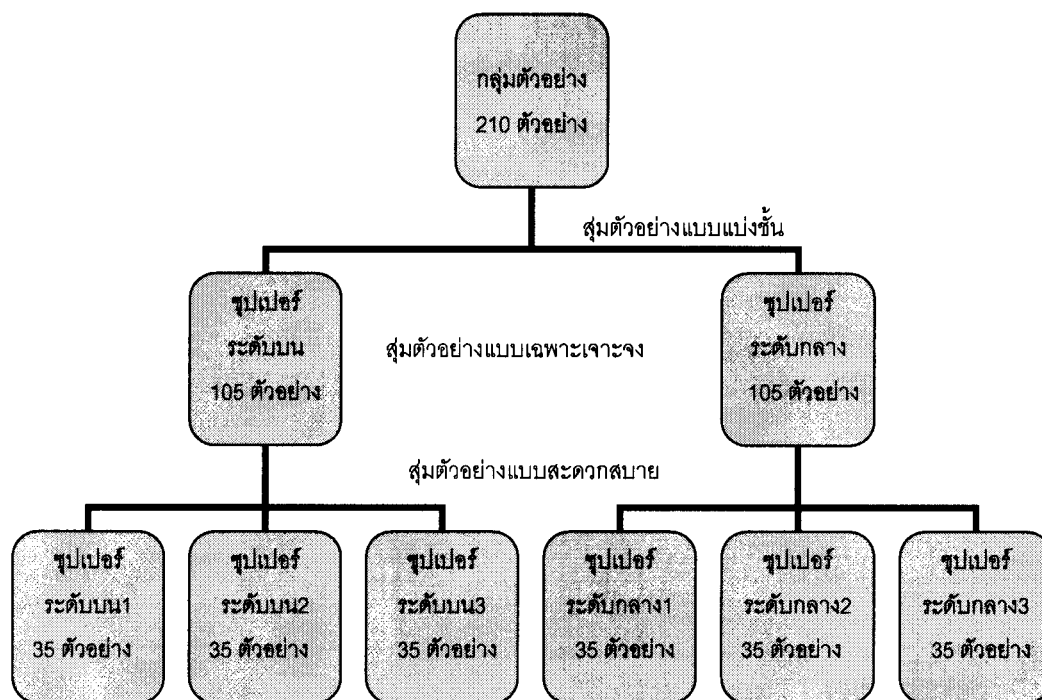 กลุ่มตัวอย่าง
210 ตัวอย่าง
สุ่มตัวอย่างแบบแบ่งชั้น
ซุปเปอร์
ระดับบน
105 ตัวอย่าง
สุ่มตัวอย่างแบบเฉพาะเจาะจง
ซุปเปอร์
ระดับกลาง
105 ตัวอย่าง
สุ่มตัวอย่างแบบสะดวกสบาย
ซุปเปอร์
ระดับบน1
35 ตัวอย่าง
ซุปเปอร์
ระดับบน2
35 ตัวอย่าง
ซุปเปอร์
ระดับบน3
35 ตัวอย่าง
ซุปเปอร์
ระดับกลาง1
35 ตัวอย่าง
ซุปเปอร์
ระดับกลาง2
35 ตัวอย่าง
ซุปเปอร์
ระดับกลาง3
35 ตัวอย่าง